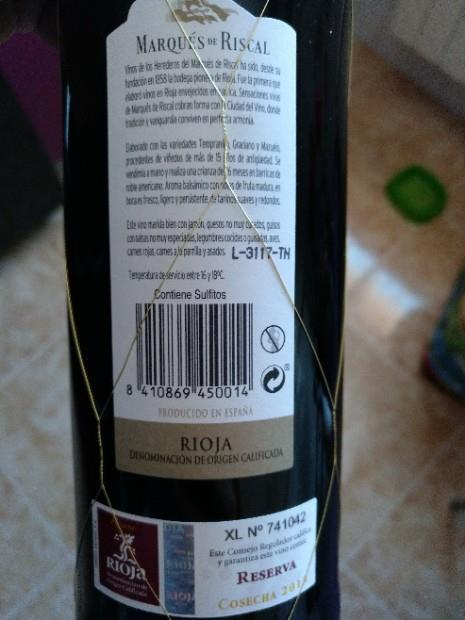 MARQUÉS DE RISCAL
Vinos de los Herederos del Marqués de Riscal ha sido, desde su
fundación en 1858 la bodega pionera de Rioja. Fue la primera que
elaboró vinos en Rioja envejecidos en barrica. Sensaciones vivas
de Marqués de Riscal cobras forma con la Ciudad del Vino, donde
tradición y vanguardia conviven en perfecta armonía.
Elaborado con las variedades Tempranillo, Graciano y Mazuelo,
procedentes de viñedos de más de 15 años de antigüedad. Se
vendimia a mano y realiza una crianza de 26 meses en barricas de
roble americano. Aroma balsámico con notas de fruta madura, en
boca es fresco, ligero y persistente, de taninos suaves y redondos.
Este vino marida bien con jamón, quesos no muy curados, guisos
con salsas no muy especiadas, legumbres cocidas o guisadas, aves,
carnes rojas, carnes a la parrilla y asados. L-3117-TH
Temperatura de servicio entre 16 y 18ºC.
Contiene Sulfitos
8 410869 450014
PRODUCIDO EN ESPAÑA
RIOJA
DENOMINACIÓN DE ORIGEN CALIFICADA
XL Nº 741042
Este Consejo Regulador califica
y garantiza este vino como:
RIOJA
Denominación de
Origen Calificada
RESERVA
COSECHA